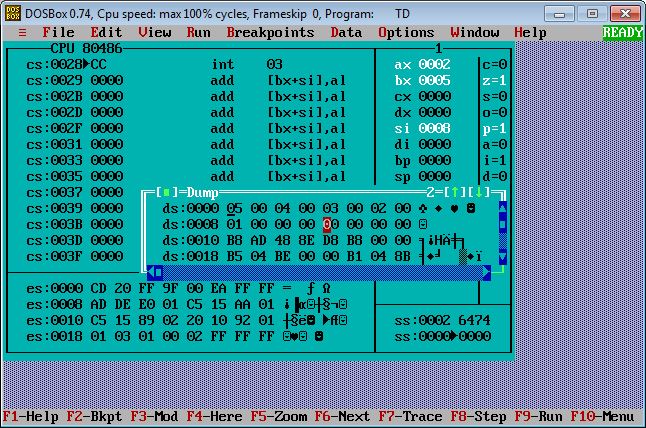 DOSBox 0.74, Cpu speed: max 100% cycles, Frameskip 0, Program: TD
≡ File Edit View Run Breakpoints Data Options Window Help READY
CPU 80486 1
cs:0028►CC int 03 ax 0002 c=0
cs:0029 0000 add [bx+si],al bx 0005 z=1
cs:002B 0000 add [bx+si],al cx 0000 s=0
cs:002D 0000 add [bx+si],al dx 0000 o=0
cs:002F 0000 add [bx+si],al si 0008 p=1
cs:0031 0000 add [bx+si],al di 0000 a=0
cs:0033 0000 add [bx+si],al bp 0000 i=1
cs:0035 0000 add [bx+si],al sp 0000 d=0
cs:0037 0000
[■]=Dump 2=[↑][↓]
cs:0039 0000 ds:0000 05 00 04 00 03 00 02 00 ♣ ♦ ♥ ☻
cs:003B 0000 ds:0008 01 00 00 00 00 00 00 00 ☺
cs:003D 0000 ds:0010 B8 AD 48 8E D8 B8 00 00
cs:003F 0000 ds:0018 B5 04 BE 00 00 B1 04 8B
es:0000 CD 20 FF 9F 00 EA FF FF = ƒ Ω
es:0008 AD DE E0 01 C5 15 AA 01
es:0010 C5 15 89 02 20 10 92 01 ss:0002 6474
es:0018 01 03 01 00 02 FF FF FF ☺♥☺ ☻ ss:0000►0000
F1-Help F2-Bkpt F3-Mod F4-Here F5-Zoom F6-Next F7-Trace F8-Step F9-Run F10-Menu